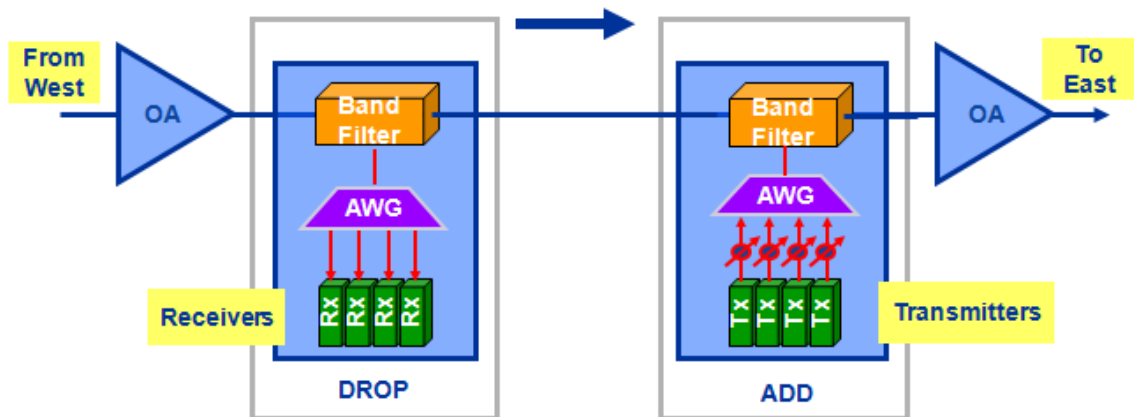 From
West
OA
Band
Filter
AWG
Rx
Rx
Rx
Rx
Receivers
DROP
Band
Filter
AWG
Tx
Tx
Tx
Tx
Transmitters
ADD
OA
To
East